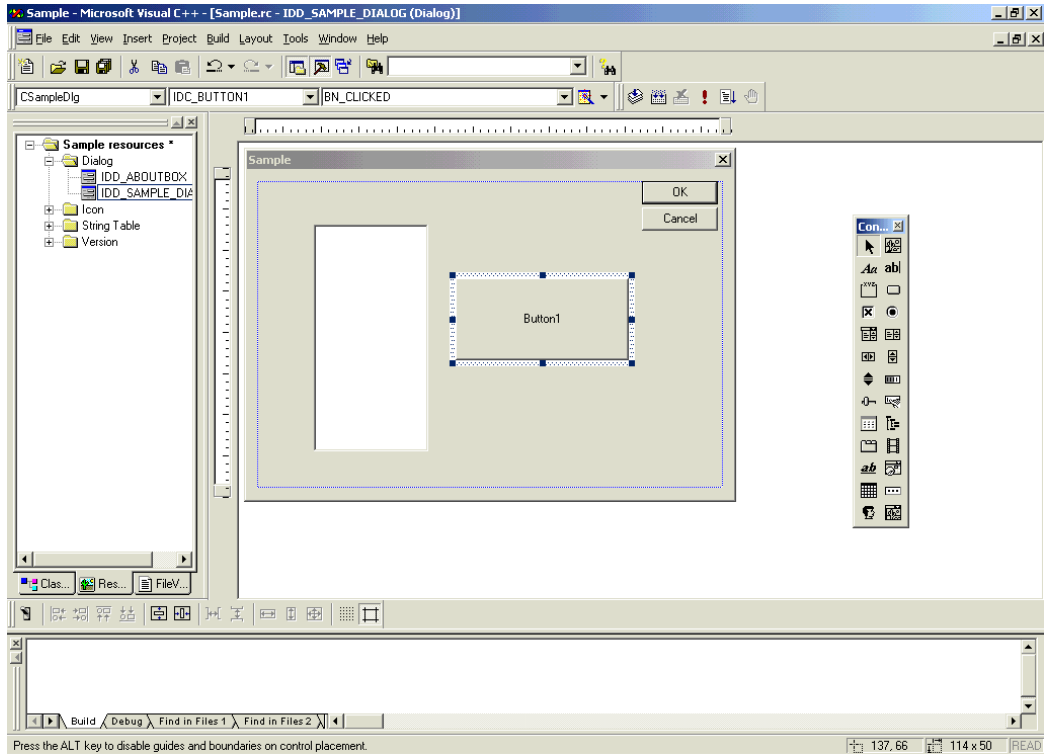 Sample - Microsoft Visual C++ - [Sample.rc - IDD_SAMPLE_DIALOG (Dialog)]
File Edit View Insert Project Build Layout Tools Window Help
CSampleDlg IDC_BUTTON1 BN_CLICKED
Sample resources *
Dialog
IDD_ABOUTBOX
IDD_SAMPLE_DIA
Icon
String Table
Version
Sample
OK
Cancel
Button1
Con...
Aa ab
xyz
ab
Clas... Res... FileV...
Build Debug Find in Files 1 Find in Files 2
Press the ALT key to disable guides and boundaries on control placement. 137, 66 114 x 50 READ